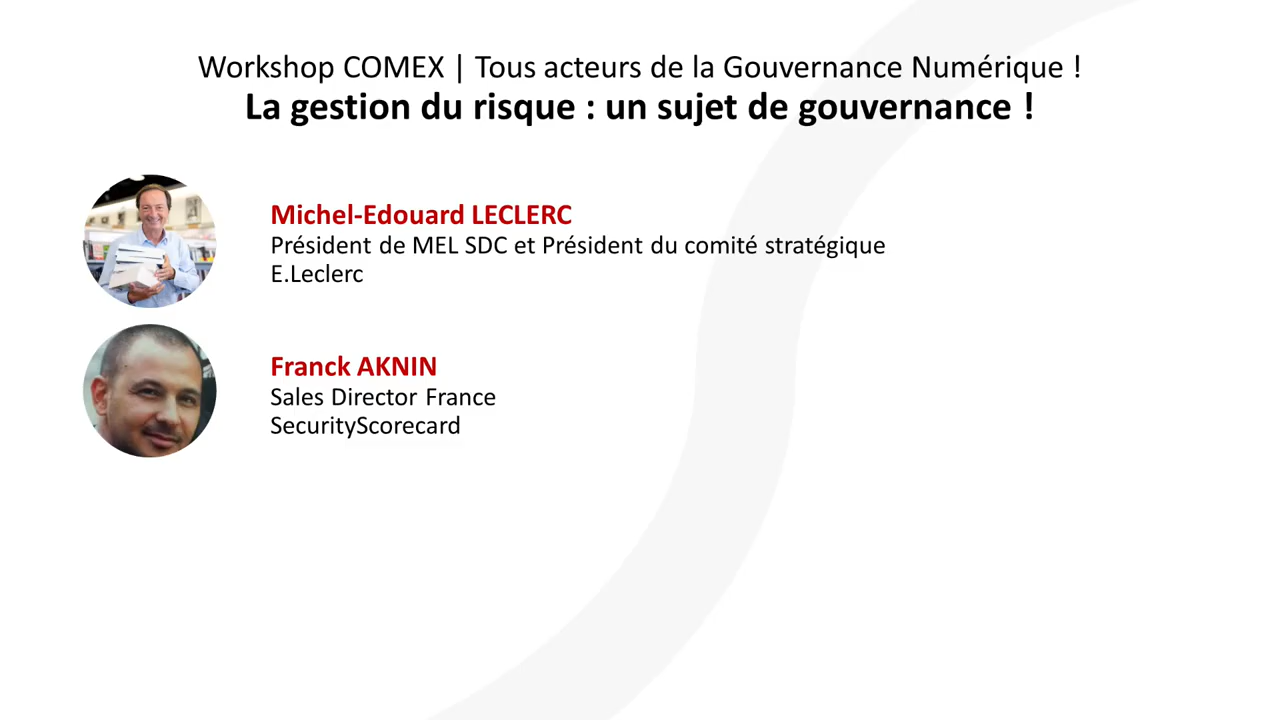 Workshop COMEX | Tous acteurs de la Gouvernance Numérique !
La gestion du risque : un sujet de gouvernance !
Michel-Edouard LECLERC
Président de MEL SDC et Président du comité stratégique
E.Leclerc
Franck AKNIN
Sales Director France
SecurityScorecard